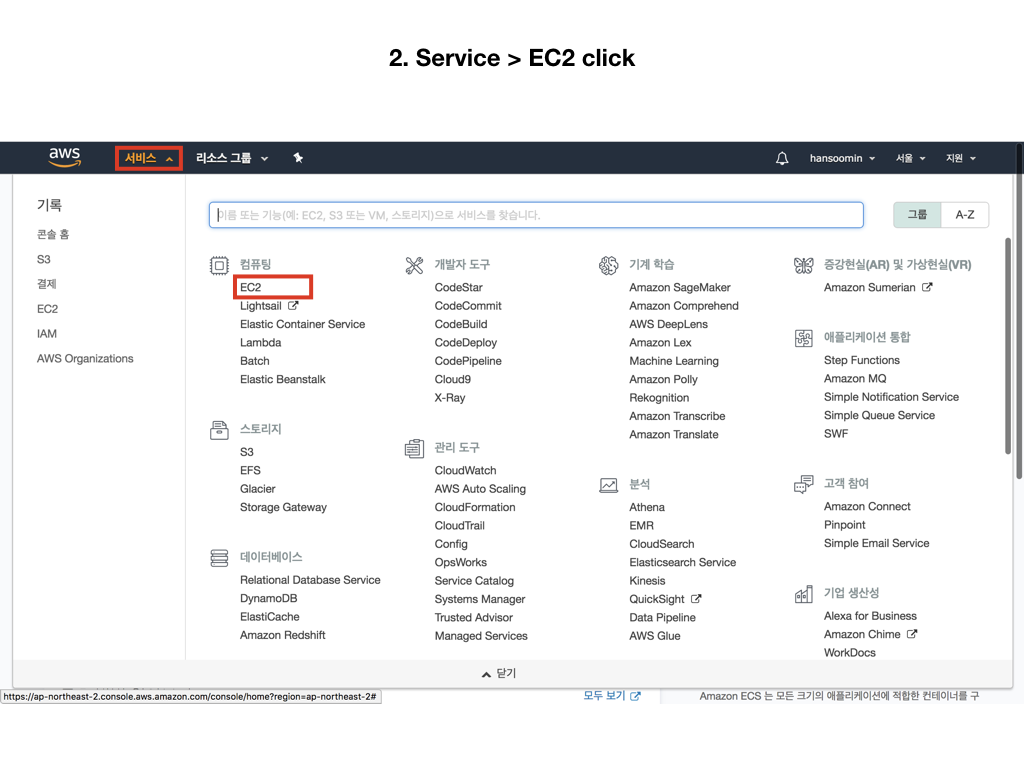 2. Service > EC2 click
aws
서비스
리소스 그룹
hansoomin
서울
지원
기록
콘솔 홈
S3
결제
EC2
IAM
AWS Organizations
이름 또는 기능(예: EC2, S3 또는 VM, 스토리지)으로 서비스를 찾습니다.
그룹
A-Z
컴퓨팅
EC2
Lightsail
Elastic Container Service
Lambda
Batch
Elastic Beanstalk
스토리지
S3
EFS
Glacier
Storage Gateway
데이터베이스
Relational Database Service
DynamoDB
ElastiCache
Amazon Redshift
개발자 도구
CodeStar
CodeCommit
CodeBuild
CodeDeploy
CodePipeline
Cloud9
X-Ray
관리 도구
CloudWatch
AWS Auto Scaling
CloudFormation
CloudTrail
Config
OpsWorks
Service Catalog
Systems Manager
Trusted Advisor
Managed Services
기계 학습
Amazon SageMaker
Amazon Comprehend
AWS DeepLens
Amazon Lex
Machine Learning
Amazon Polly
Rekognition
Amazon Transcribe
Amazon Translate
분석
Athena
EMR
CloudSearch
Elasticsearch Service
Kinesis
QuickSight
Data Pipeline
AWS Glue
증강현실(AR) 및 가상현실(VR)
Amazon Sumerian
애플리케이션 통합
Step Functions
Amazon MQ
Simple Notification Service
Simple Queue Service
SWF
고객 참여
Amazon Connect
Pinpoint
Simple Email Service
기업 생산성
Alexa for Business
Amazon Chime
WorkDocs
닫기
https://ap-northeast-2.console.aws.amazon.com/console/home?region=ap-northeast-2#
모두 보기
Amazon ECS 는 모든 크기의 애플리케이션에 적합한 컨테이너를 구